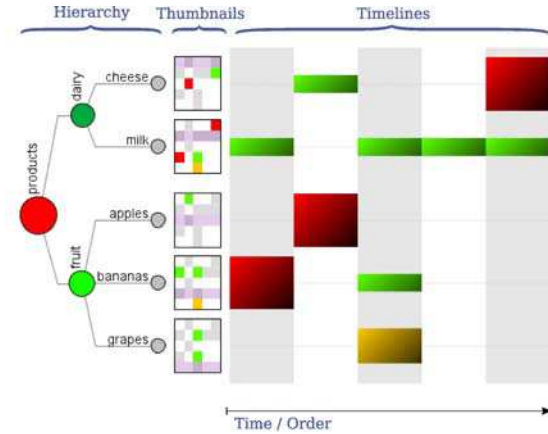 Hierarchy Thumbnails Timelines
cheese
dairy
milk
products
apples
fruit
bananas
grapes
Time / Order